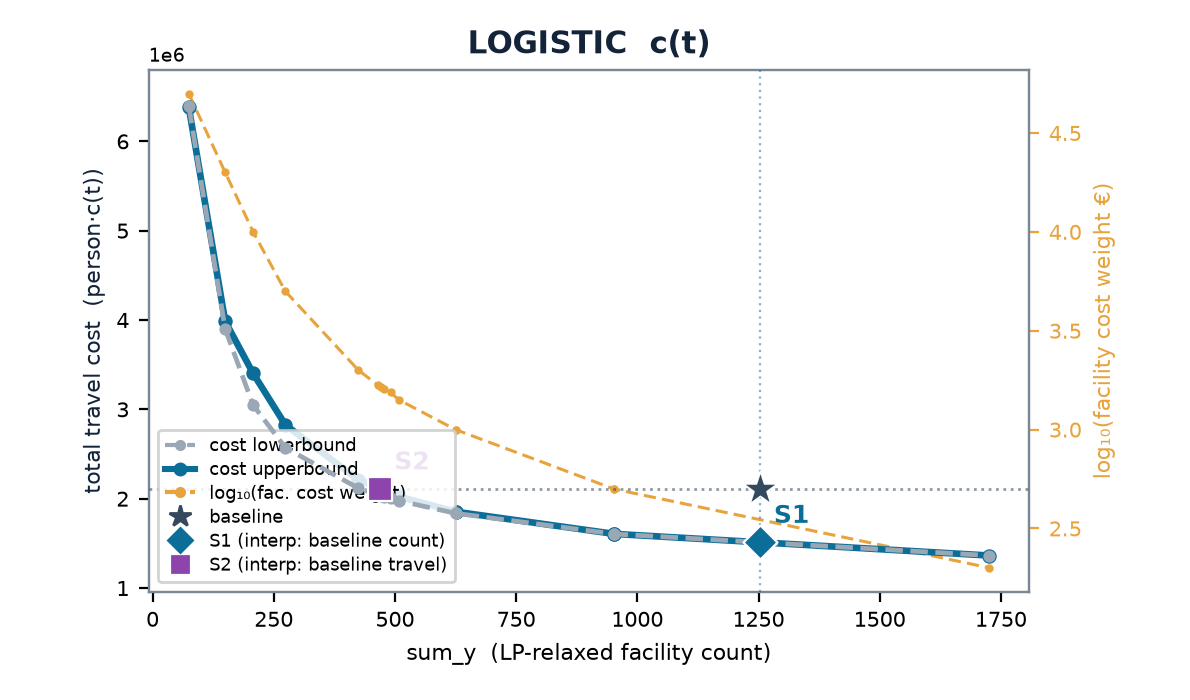 LOGISTIC c(t)
1e6
6
5
4
3
2
1
total travel cost (person·c(t))
4.5
4.0
3.5
3.0
2.5
log₁₀(facility cost weight €)
S2
S1
cost lowerbound
cost upperbound
log₁₀(fac. cost we t)
baseline
S1 (interp: baseline count)
S2 (interp: baseline travel)
0
250
500
750
1000
1250
1500
1750
sum_y (LP-relaxed facility count)